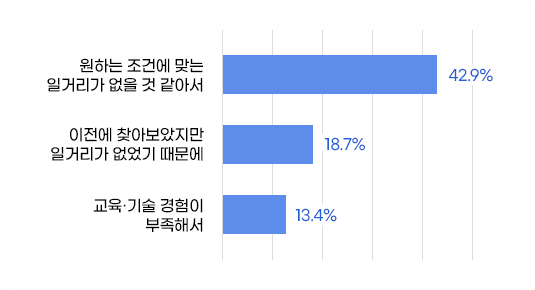 원하는 조건에 맞는
일거리가 없을 것 같아서
42.9%
이전에 찾아보았지만
일거리가 없었기 때문에
18.7%
교육·기술 경험이
부족해서
13.4%